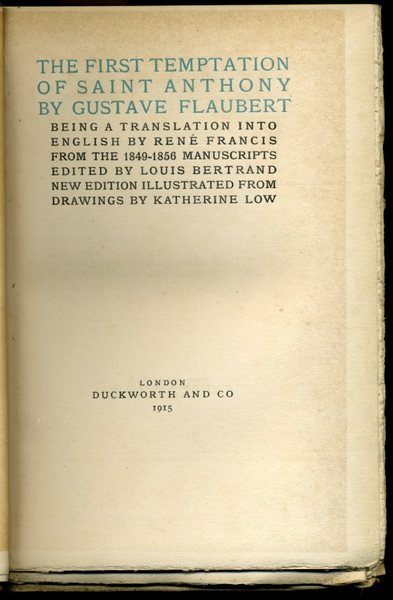 THE FIRST TEMPTATION
OF SAINT ANTHONY
BY GUSTAVE FLAUBERT
BEING A TRANSLATION INTO
ENGLISH BY RENÉ FRANCIS
FROM THE 1849-1856 MANUSCRIPTS
EDITED BY LOUIS BERTRAND
NEW EDITION ILLUSTRATED FROM
DRAWINGS BY KATHERINE LOW
LONDON
DUCKWORTH AND CO
1915